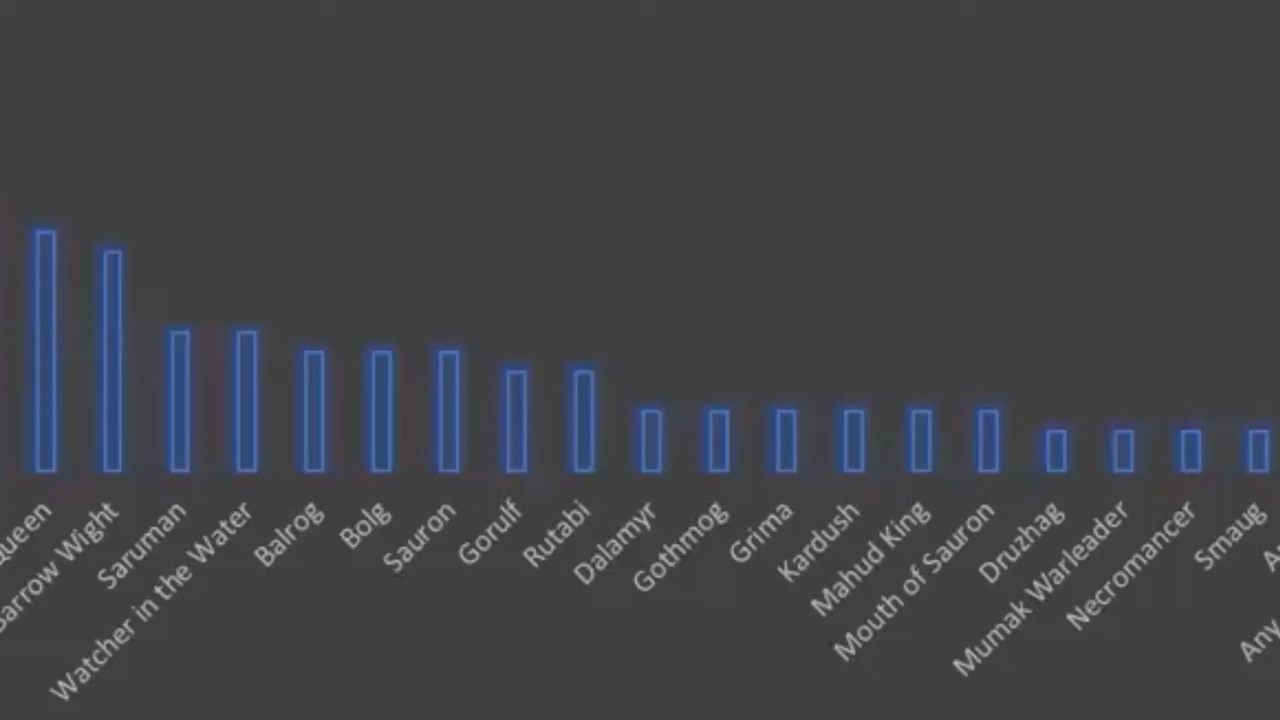 Barrow Wight
Saruman
Watcher in the Water
Balrog
Bolg
Sauron
Gorulf
Rutabi
Dalamyr
Gothmog
Grima
Kardush
Mahud King
Mouth of Sauron
Druzhag
Mumak Warleader
Necromancer
Smaug
Any